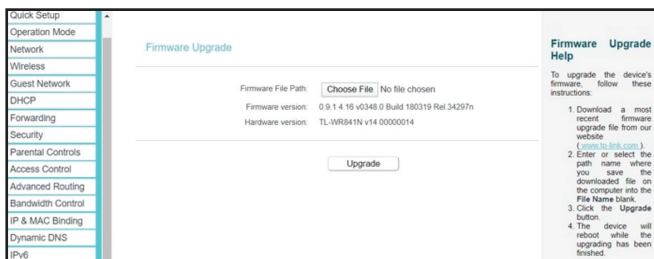 Quick Setup
Operation Mode
Network
Wireless
Guest Network
DHCP
Forwarding
Security
Parental Controls
Access Control
Advanced Routing
Bandwidth Control
IP & MAC Binding
Dynamic DNS
IPv6
Firmware Upgrade
Firmware File Path: Choose File No file chosen
Firmware version: 0.9.1 4.16 v0348.0 Build 180319 Rel.34297n
Hardware version: TL-WR841N v14 00000014
Upgrade
Firmware Upgrade
Help
To upgrade the device's
firmware, follow these
instructions:
1. Download a most
recent firmware
upgrade file from our
website
( www.tp-link.com ).
2. Enter or select the
path name where
you save the
downloaded file on
the computer into the
File Name blank.
3. Click the Upgrade
button.
4. The device will
reboot while the
upgrading has been
finished.